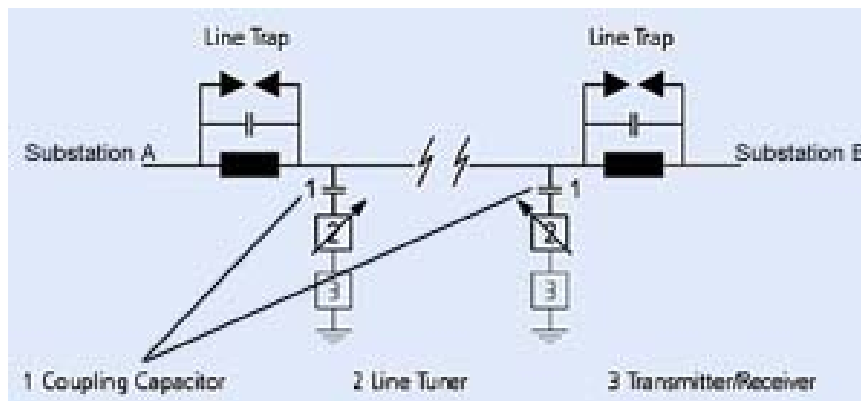 Line Trap
Line Trap
Substation A
Substation B
1
1
2
2
3
3
1 Coupling Capacitor
2 Line Tuner
3 Transmitter/Receiver